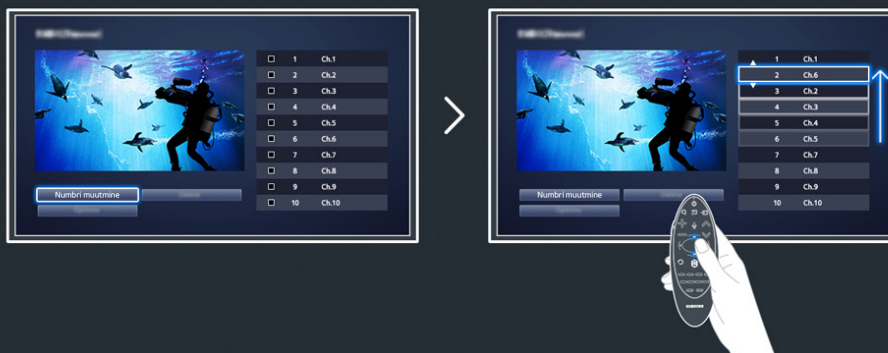 1 Ch.1
2 Ch.2
3 Ch.3
4 Ch.4
5 Ch.5
6 Ch.6
7 Ch.7
8 Ch.8
9 Ch.9
10 Ch.10
Numbri muutmine
1 Ch.1
2 Ch.6
3 Ch.2
4 Ch.3
5 Ch.4
6 Ch.5
7 Ch.7
8 Ch.8
9 Ch.9
10 Ch.10
Numbri muutmine